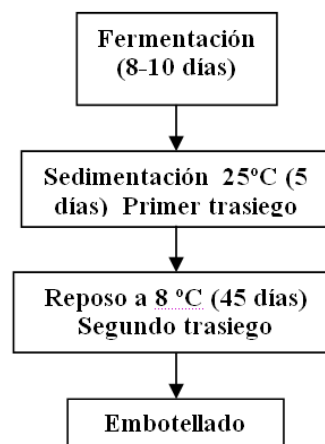 Fermentación
(8-10 días)
Sedimentación 25ºC (5
días) Primer trasiego
Reposo a 8 ºC (45 días)
Segundo trasiego
Embotellado